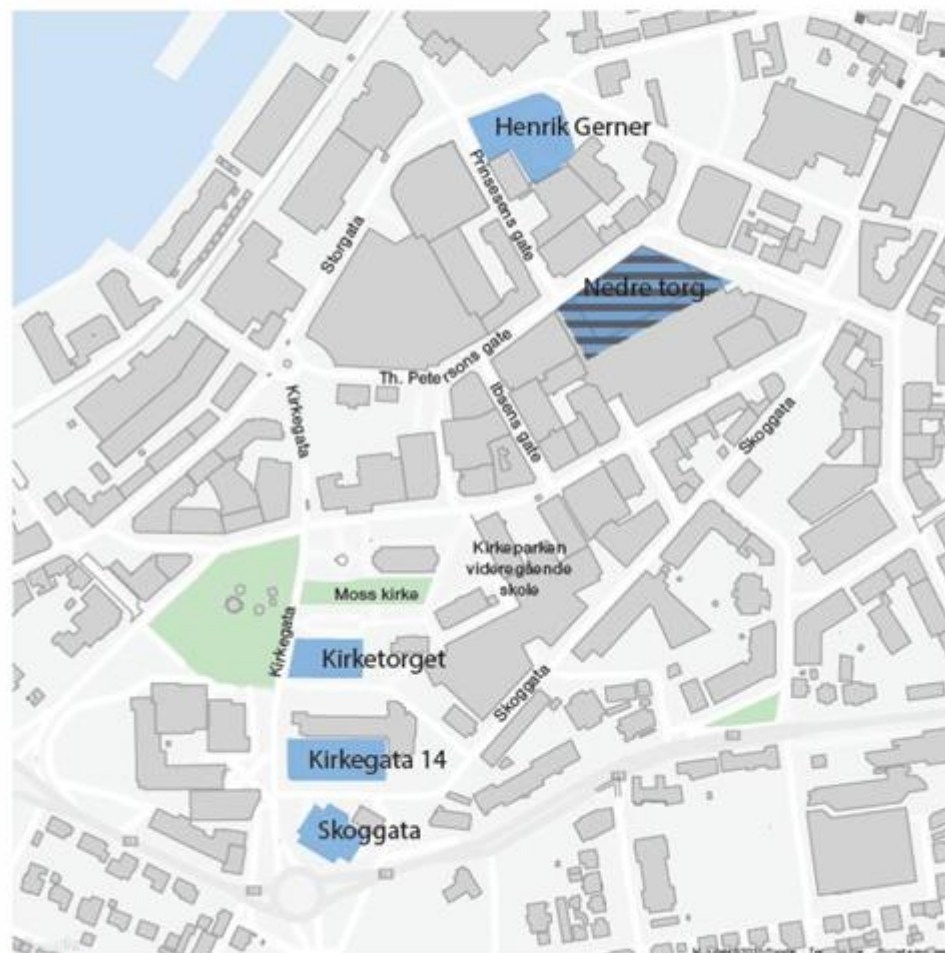 Henrik Gerner
Prinsesens gate
Storgata
Nedre torg
Th. Petersons gate
Ibsens gate
Kirkegata
Skoggata
Kirkeparken
videregående
skole
Moss kirke
Kirkegata
Kirketorget
Skoggata
Kirkegata 14
Skoggata